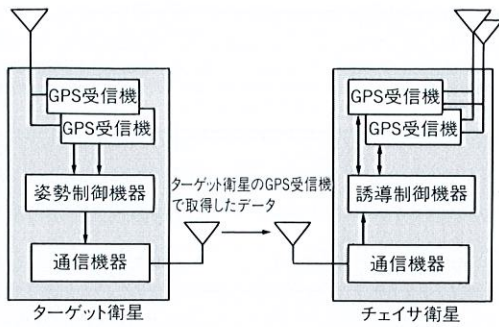 GPS受信機
GPS受信機
姿勢制御機器
通信機器
ターゲット衛星
ターゲット衛星のGPS受信機
で取得したデータ
GPS受信機
GPS受信機
誘導制御機器
通信機器
チェイサ衛星